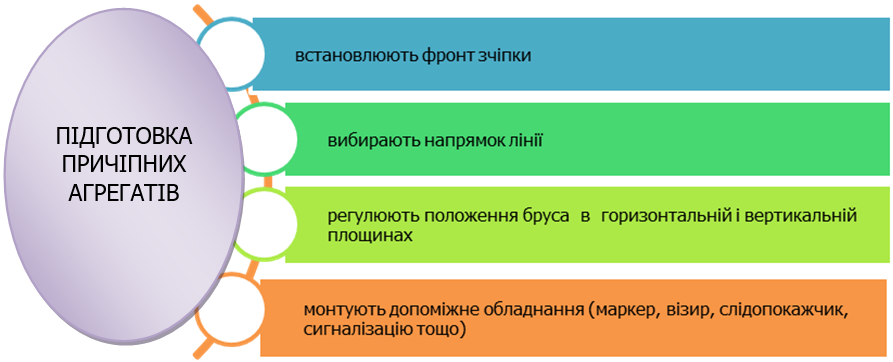 ПІДГОТОВКА
ПРИЧІПНИХ
АГРЕГАТІВ
встановлюють фронт зчіпки
вибирають напрямок лінії
регулюють положення бруса в горизонтальній і вертикальній
площинах
монтують допоміжне обладнання (маркер, візир, слідопокажчик,
сигналізацію тощо)